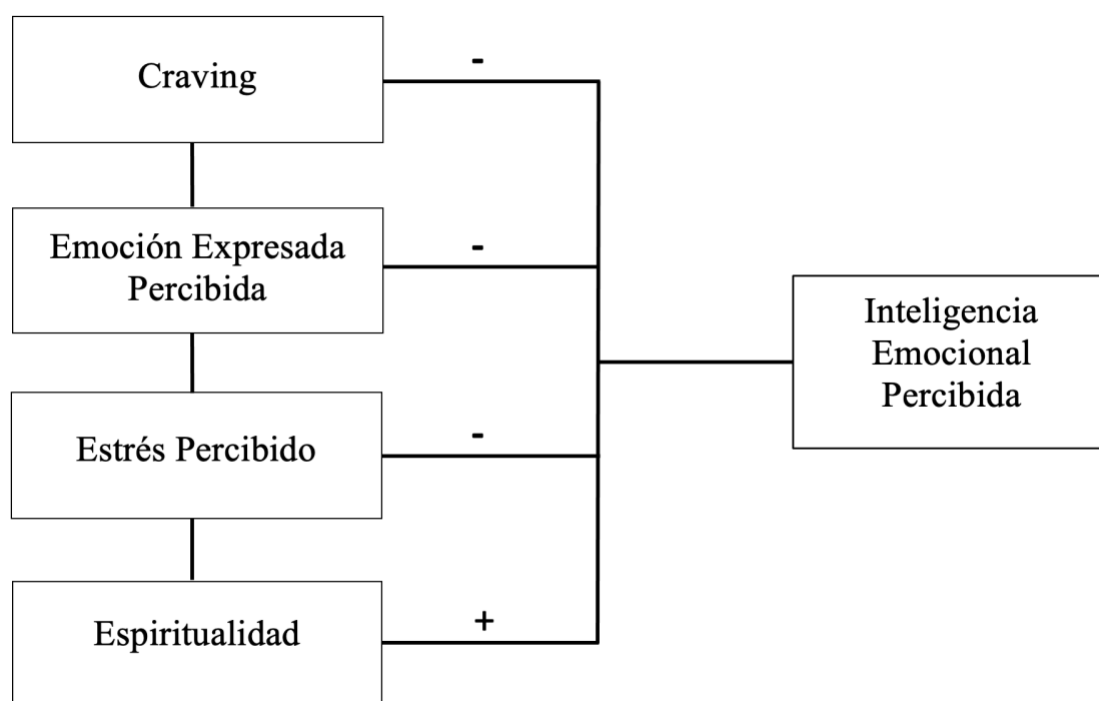 Craving
-
Emoción Expresada
Percibida
-
Estrés Percibido
-
Espiritualidad
+
Inteligencia
Emocional
Percibida